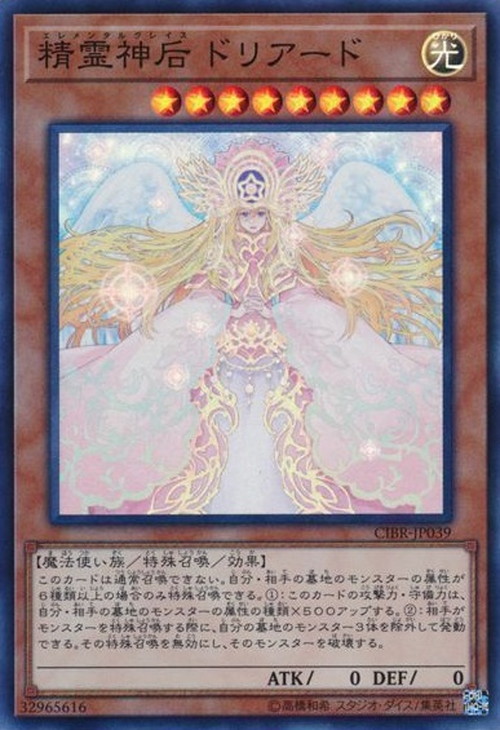 エレメンタルグレイス
精霊神后 ドリアード
ひかり
光
CIBR-JP039
【魔法使い族／特殊召喚／効果】
このカードは通常召喚できない。自分・相手の墓地のモンスターの属性が
６種類以上の場合のみ特殊召喚できる。①：このカードの攻撃力・守備力は、
自分・相手の墓地のモンスターの属性の種類×５００アップする。②：相手が
モンスターを特殊召喚する際に、自分の墓地のモンスター３体を除外して発動
できる。その特殊召喚を無効にし、そのモンスターを破壊する。
ATK/ 0 DEF/ 0
32965616
©高橋和希 スタジオ・ダイス/集英社